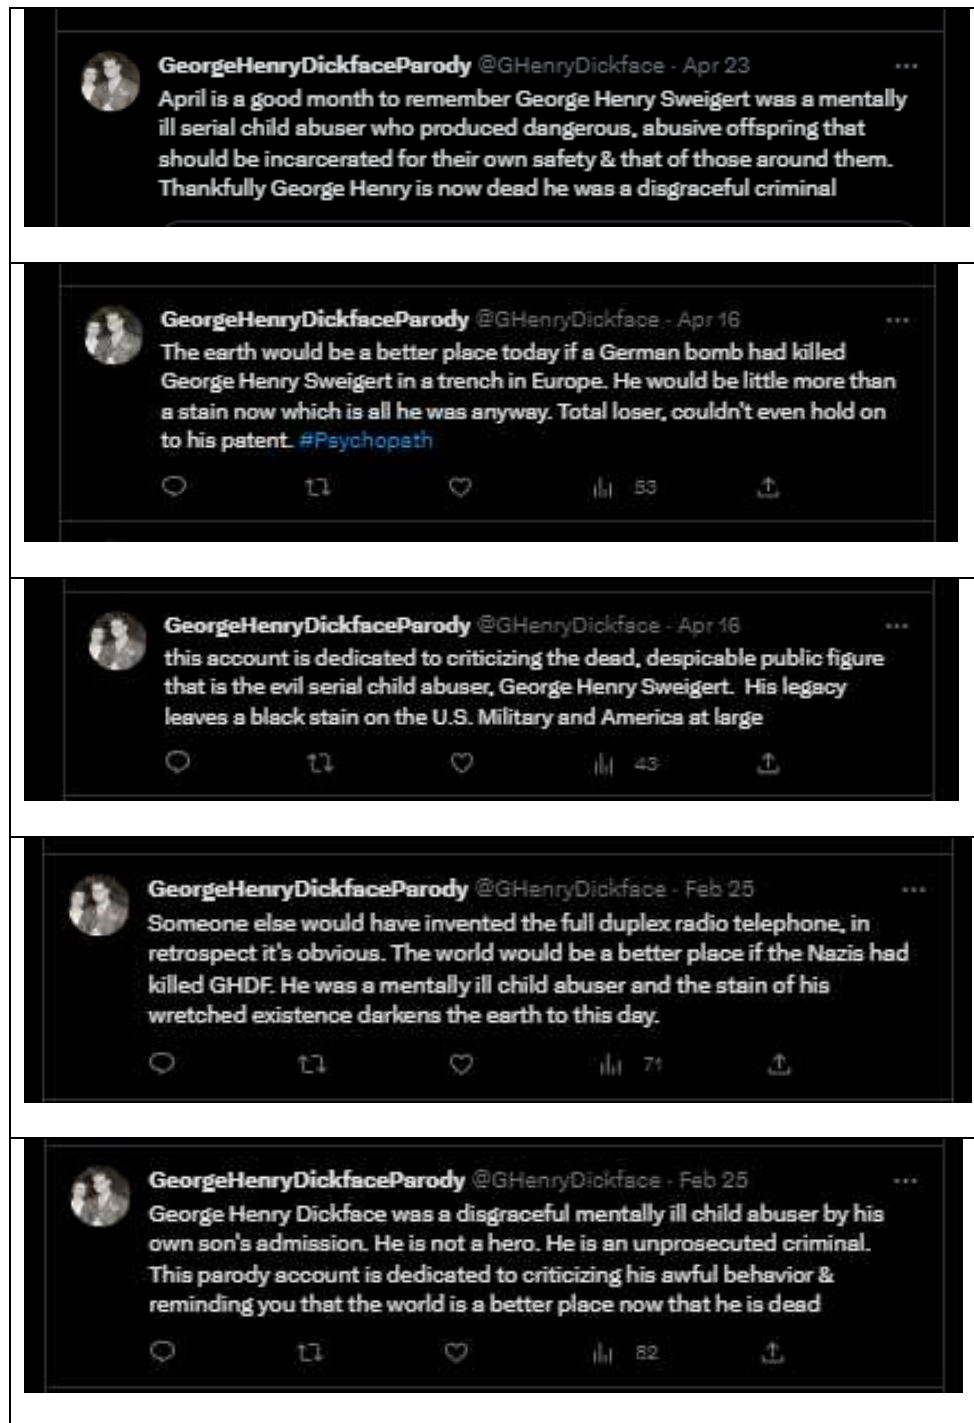 GeorgeHenryDickfaceParody @GHenryDickface · Apr 23
April is a good month to remember George Henry Sweigert was a mentally
ill serial child abuser who produced dangerous, abusive offspring that
should be incarcerated for their own safety & that of those around them.
Thankfully George Henry is now dead he was a disgraceful criminal
GeorgeHenryDickfaceParody @GHenryDickface · Apr 16
The earth would be a better place today if a German bomb had killed
George Henry Sweigert in a trench in Europe. He would be little more than
a stain now which is all he was anyway. Total loser, couldn't even hold on
to his patent. #Psychopath
53
GeorgeHenryDickfaceParody @GHenryDickface · Apr 16
this account is dedicated to criticizing the dead, despicable public figure
that is the evil serial child abuser, George Henry Sweigert.  His legacy
leaves a black stain on the U.S. Military and America at large
43
GeorgeHenryDickfaceParody @GHenryDickface · Feb 25
Someone else would have invented the full duplex radio telephone, in
retrospect it's obvious. The world would be a better place if the Nazis had
killed GHDF. He was a mentally ill child abuser and the stain of his
wretched existence darkens the earth to this day.
71
GeorgeHenryDickfaceParody @GHenryDickface · Feb 25
George Henry Dickface was a disgraceful mentally ill child abuser by his
own son's admission. He is not a hero. He is an unprosecuted criminal.
This parody account is dedicated to criticizing his awful behavior &
reminding you that the world is a better place now that he is dead
82